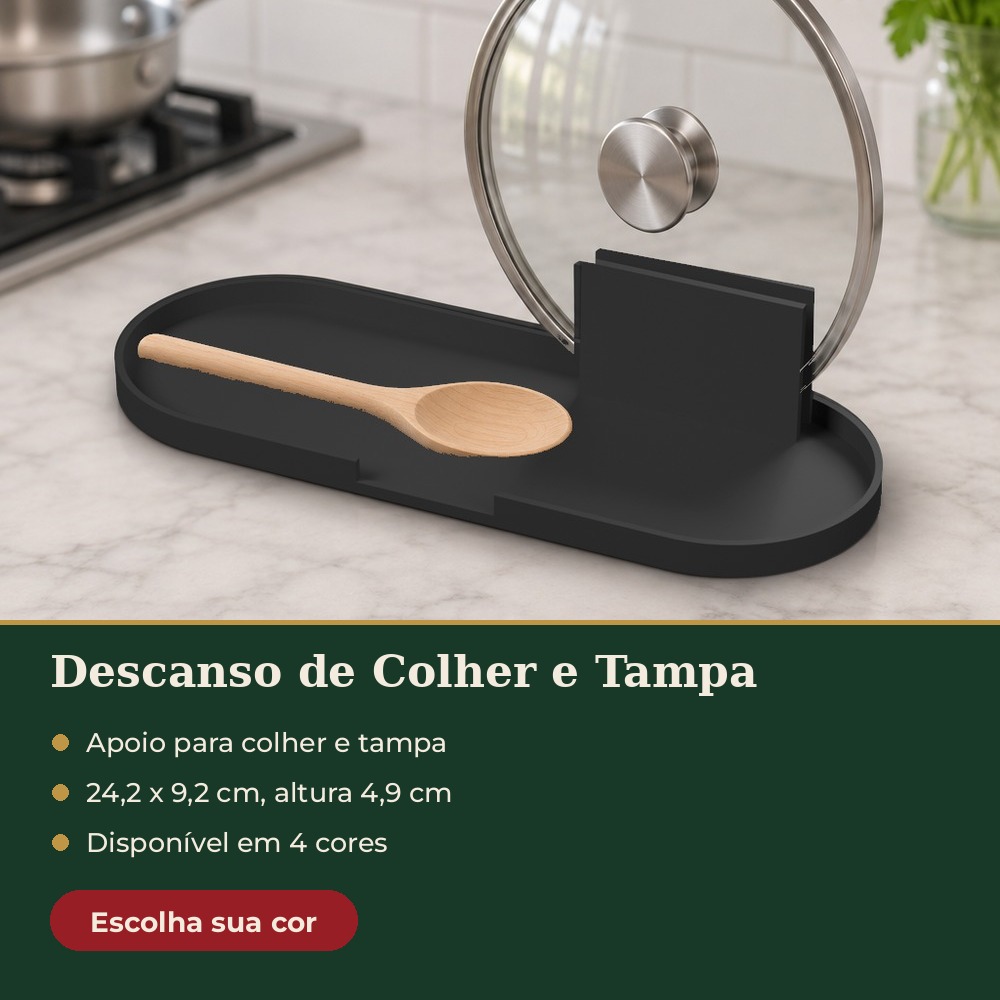 Descanso de Colher e Tampa
Apoio para colher e tampa
24,2 x 9,2 cm, altura 4,9 cm
Disponível em 4 cores
Escolha sua cor